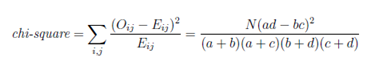 chi-square = \sum_{i,j} \frac{(O_{ij} - E_{ij})^2}{E_{ij}} = \frac{N(ad - bc)^2}{(a + b)(a + c)(b + d)(c + d)}